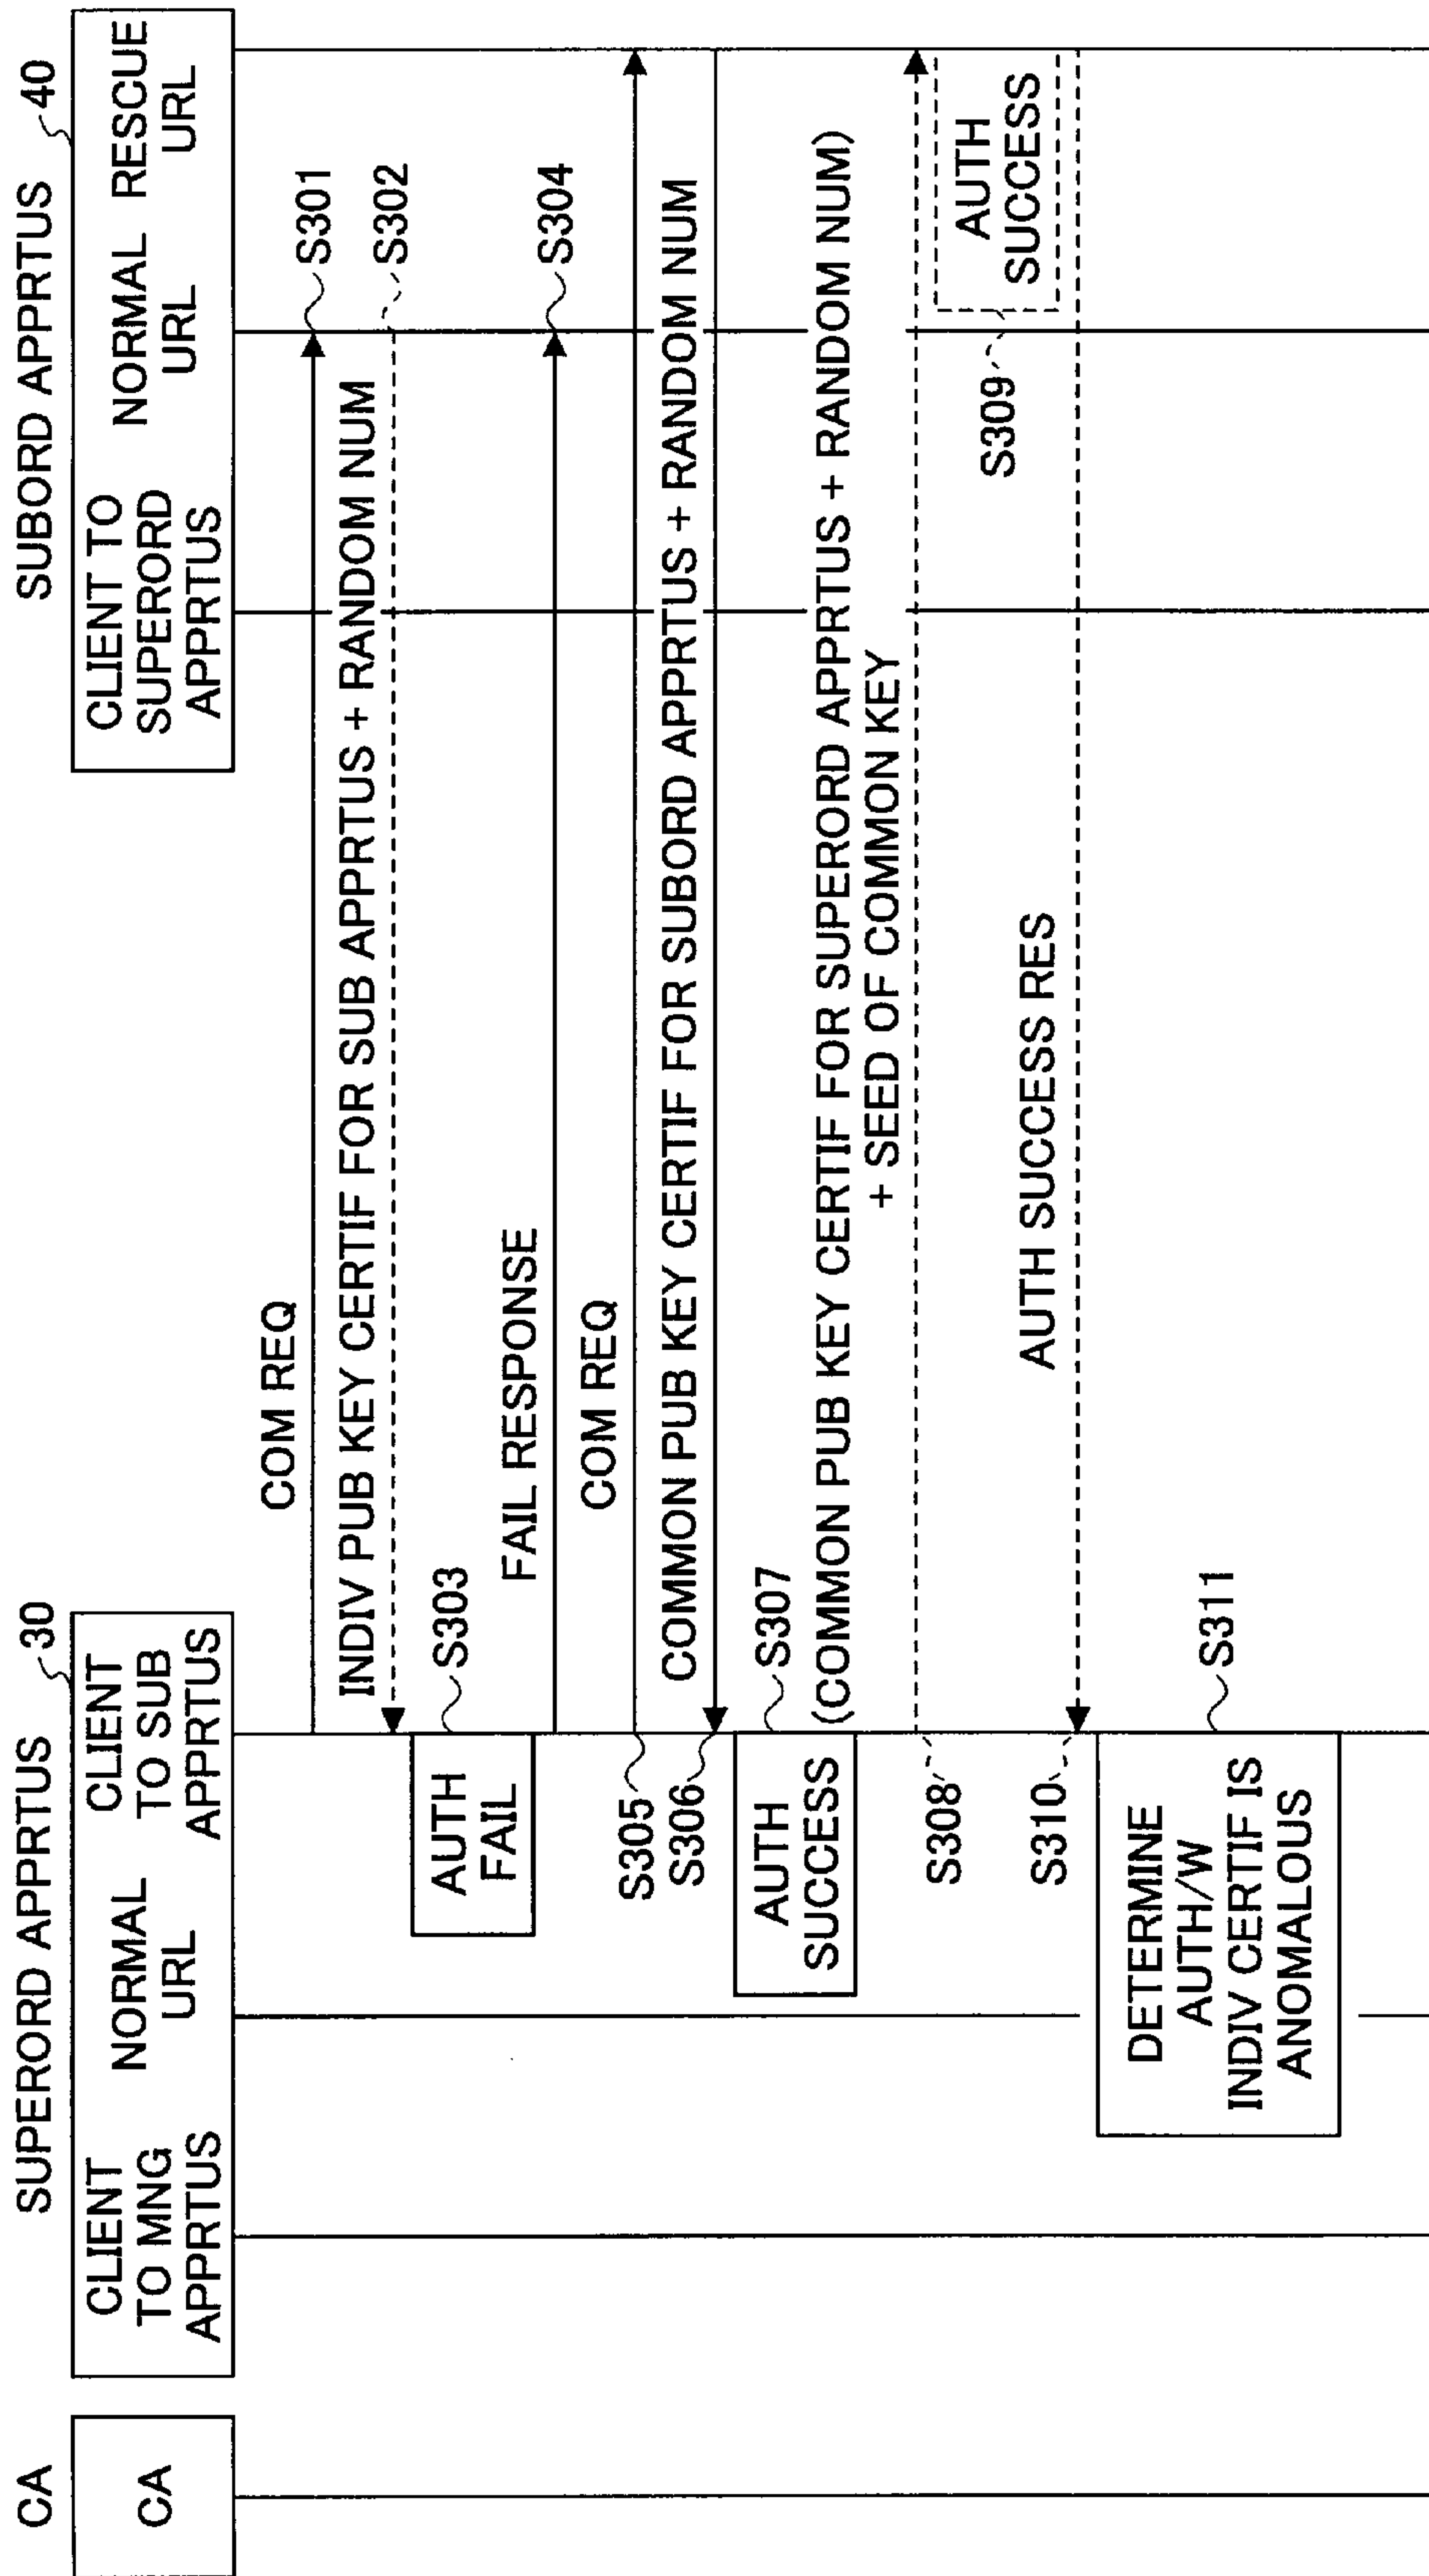 CA
CA
SUPERORD APPRTUS
30
CLIENT
TO MNG
APPRTUS
NORMAL
URL
CLIENT
TO SUB
APPRTUS
SUBORD APPRTUS
40
CLIENT TO
SUPERORD
APPRTUS
NORMAL
URL
RESCUE
URL
COM REQ
S301
INDIV PUB KEY CERTIF FOR SUB APPRTUS + RANDOM NUM
S302
AUTH
FAIL
S303
FAIL RESPONSE
S304
COM REQ
S305
COMMON PUB KEY CERTIF FOR SUBORD APPRTUS + RANDOM NUM
S306
AUTH
SUCCESS
S307
(COMMON PUB KEY CERTIF FOR SUPERORD APPRTUS + RANDOM NUM)
+ SEED OF COMMON KEY
S308
AUTH
SUCCESS
S309
AUTH SUCCESS RES
S310
DETERMINE
AUTH/W
INDIV CERTIF IS
ANOMALOUS
S311